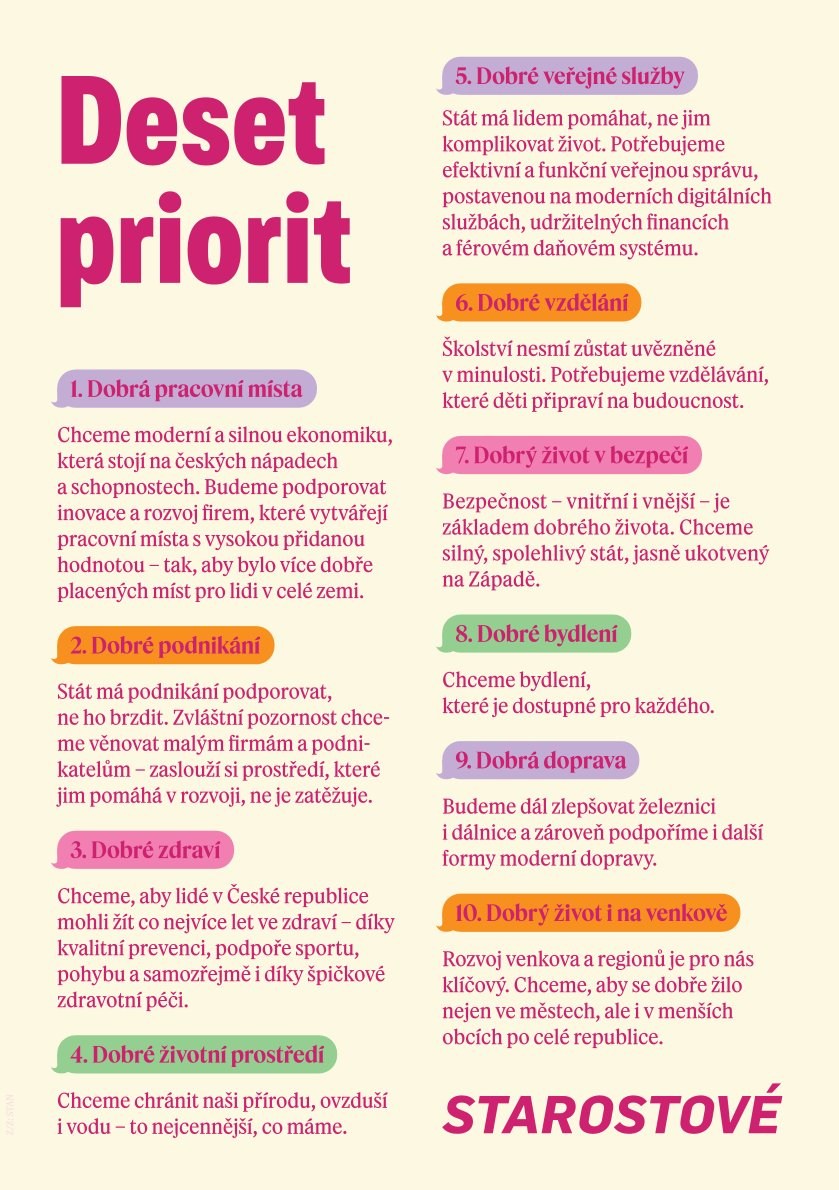 Deset
priorit
1. Dobrá pracovní místa
Chceme moderní a silnou ekonomiku,
která stojí na českých nápadech
a schopnostech. Budeme podporovat
inovace a rozvoj firem, které vytvářejí
pracovní místa s vysokou přidanou
hodnotou – tak, aby bylo více dobře
placených míst pro lidi v celé zemi.
2. Dobré podnikání
Stát má podnikání podporovat,
ne ho brzdit. Zvláštní pozornost chce-
me věnovat malým firmám a podni-
katelům – zaslouží si prostředí, které
jim pomáhá v rozvoji, ne je zatěžuje.
3. Dobré zdraví
Chceme, aby lidé v České republice
mohli žít co nejvíce let ve zdraví – díky
kvalitní prevenci, podpoře sportu,
pohybu a samozřejmě i díky špičkové
zdravotní péči.
4. Dobré životní prostředí
Chceme chránit naši přírodu, ovzduší
i vodu – to nejcennější, co máme.
5. Dobré veřejné služby
Stát má lidem pomáhat, ne jim
komplikovat život. Potřebujeme
efektivní a funkční veřejnou správu,
postavenou na moderních digitálních
službách, udržitelných financích
a férovém daňovém systému.
6. Dobré vzdělání
Školství nesmí zůstat uvězněné
v minulosti. Potřebujeme vzdělávání,
které děti připraví na budoucnost.
7. Dobrý život v bezpečí
Bezpečnost – vnitřní i vnější – je
základem dobrého života. Chceme
silný, spolehlivý stát, jasně ukotvený
na Západě.
8. Dobré bydlení
Chceme bydlení,
které je dostupné pro každého.
9. Dobrá doprava
Budeme dál zlepšovat železnici
i dálnice a zároveň podpoříme i další
formy moderní dopravy.
10. Dobrý život i na venkově
Rozvoj venkova a regionů je pro nás
klíčový. Chceme, aby se dobře žilo
nejen ve městech, ale i v menších
obcích po celé republice.
STAROSTOVÉ
Z/Z: STAN